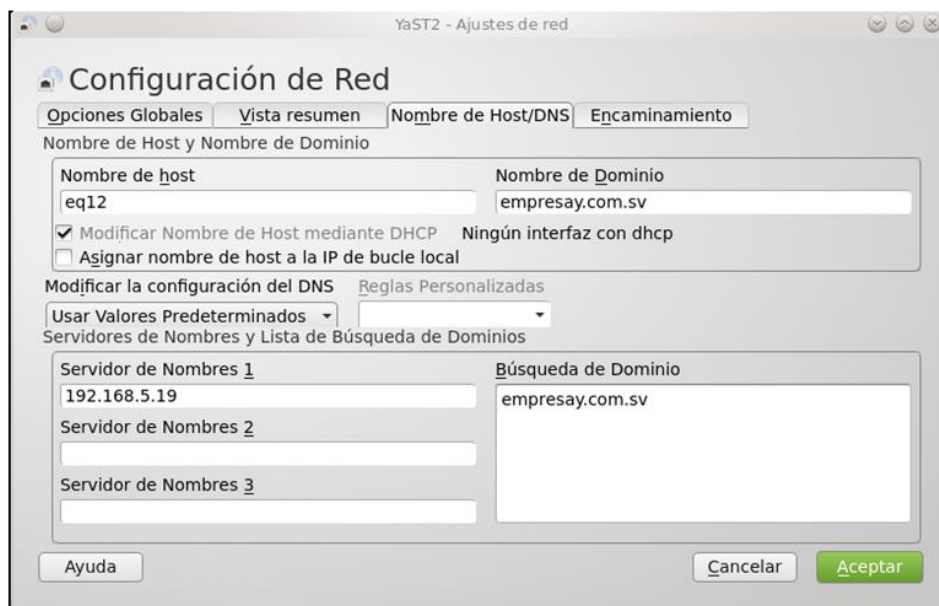 YaST2 - Ajustes de red
Configuración de Red
Opciones Globales Vista resumen Nombre de Host/DNS Encaminamiento
Nombre de Host y Nombre de Dominio
Nombre de host Nombre de Dominio
eq12 empresay.com.sv
Modificar Nombre de Host mediante DHCP Ningún interfaz con dhcp
Asignar nombre de host a la IP de bucle local
Modificar la configuración del DNS Reglas Personalizadas
Usar Valores Predeterminados
Servidores de Nombres y Lista de Búsqueda de Dominios
Servidor de Nombres 1 Búsqueda de Dominio
192.168.5.19 empresay.com.sv
Servidor de Nombres 2
Servidor de Nombres 3
Ayuda Cancelar Aceptar